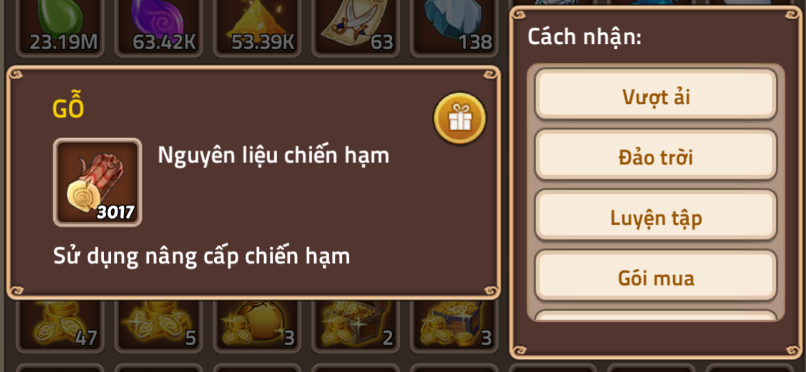 23.19M
63.42K
53.39K
63
138
Cách nhận:
GỖ
Nguyên liệu chiến hạm
3017
Sử dụng nâng cấp chiến hạm
Vượt ải
Đảo trời
Luyện tập
Gói mua
47
5
3
2
3